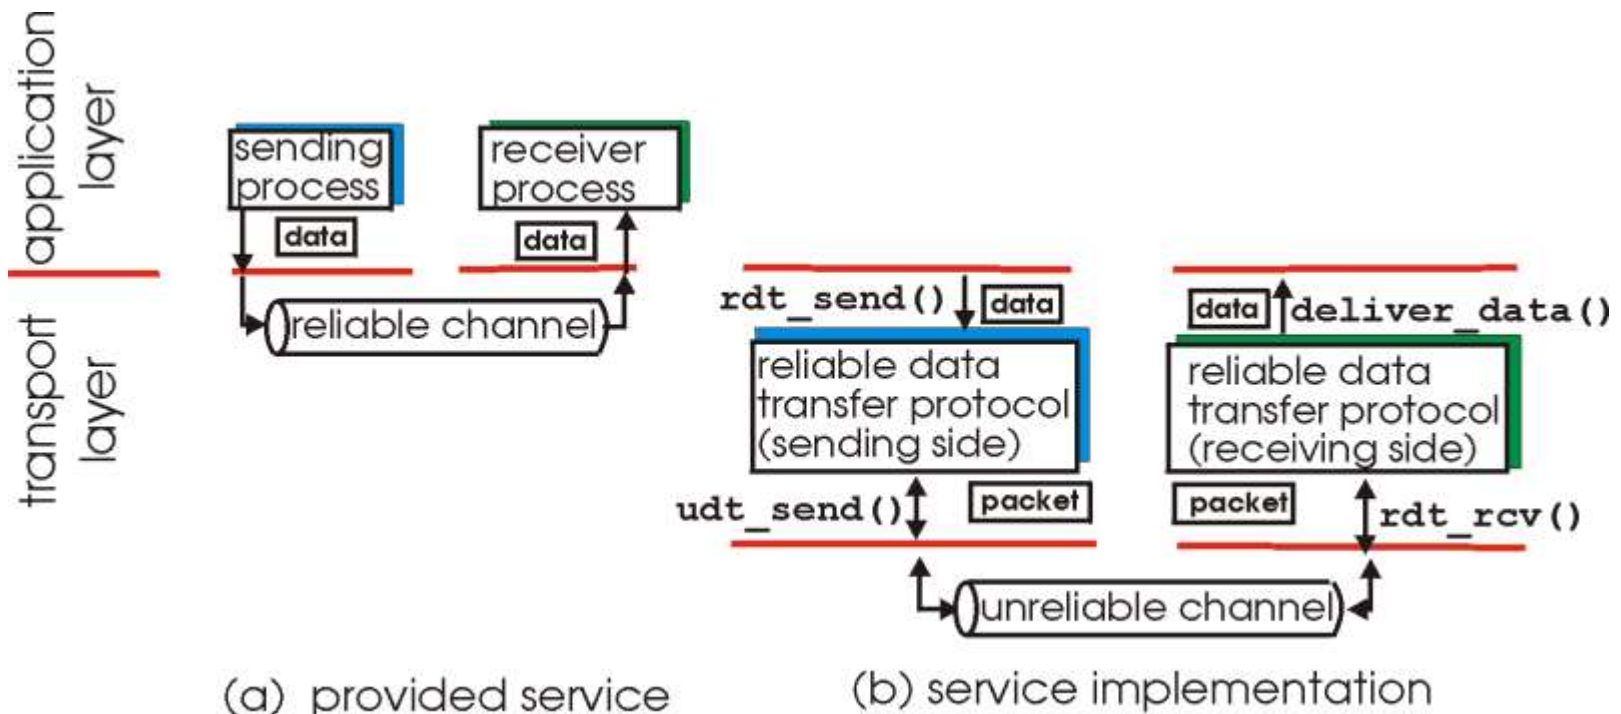 application
layer
transport
layer
sending
process
data
receiver
process
data
reliable channel
(a) provided service
rdt_send()
data
reliable data
transfer protocol
(sending side)
udt_send()
packet
data
deliver_data()
reliable data
transfer protocol
(receiving side)
packet
rdt_rcv()
unreliable channel
(b) service implementation